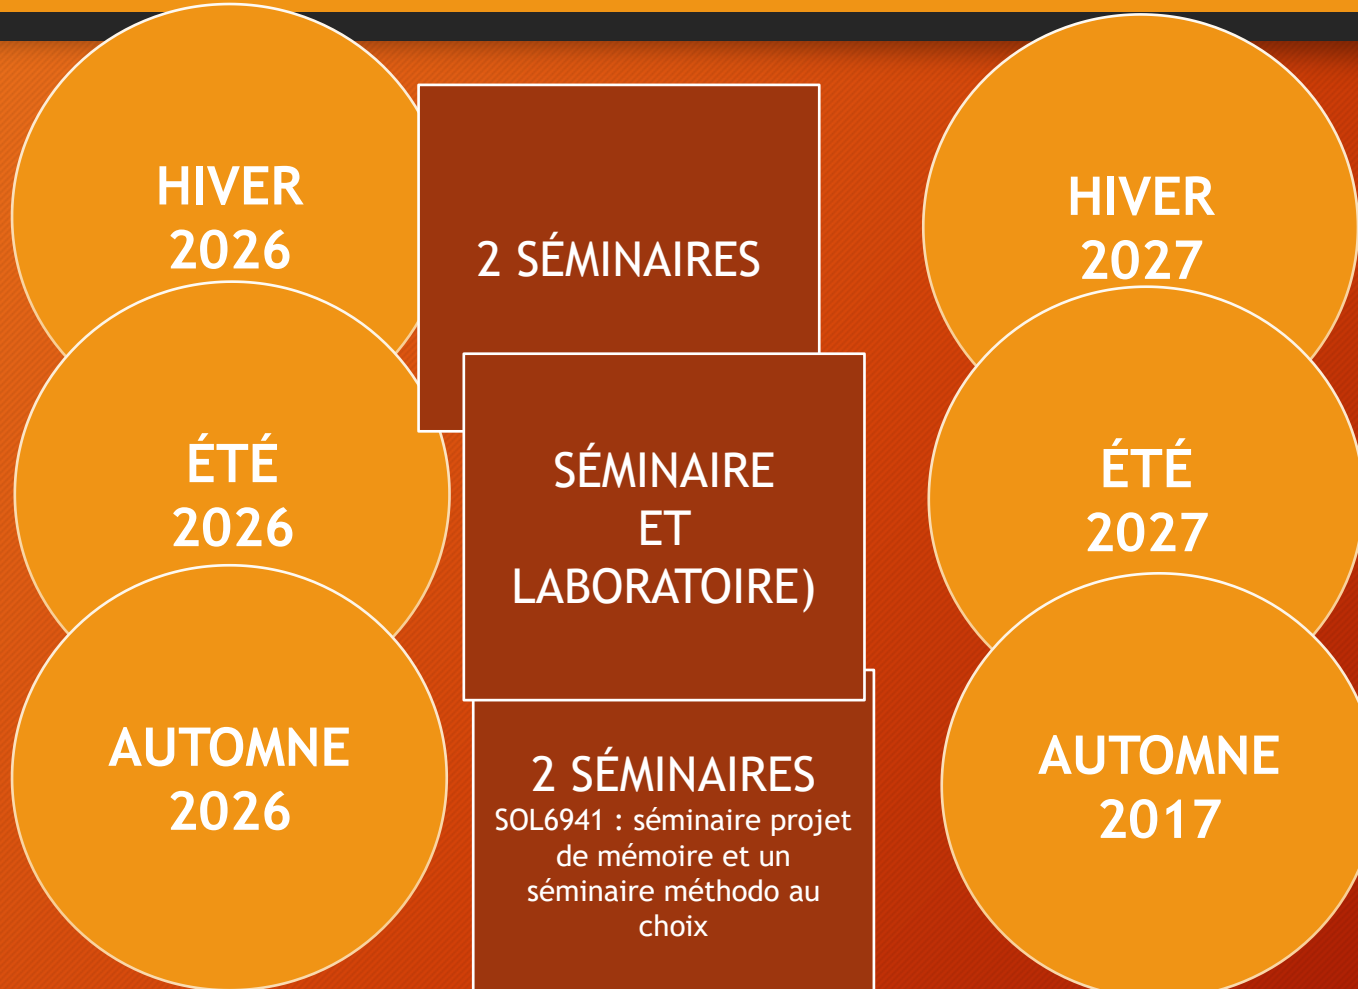 HIVER
2026
2 SÉMINAIRES
HIVER
2027
ÉTÉ
2026
SÉMINAIRE
ET
LABORATOIRE)
ÉTÉ
2027
AUTOMNE
2026
2 SÉMINAIRES
SOL6941 : séminaire projet
de mémoire et un
séminaire méthodo au
choix
AUTOMNE
2017